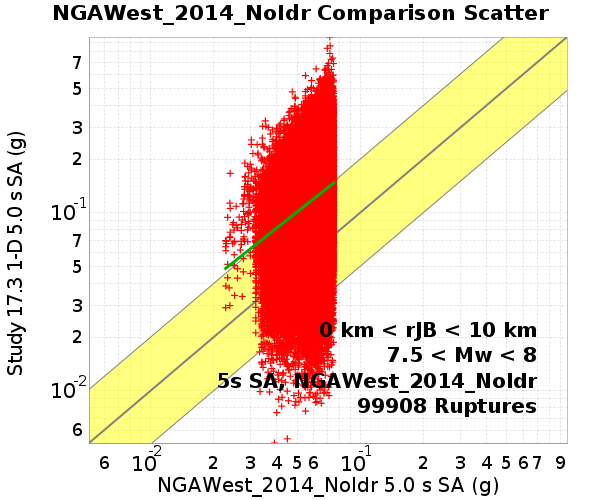 NGAWest_2014_NoIdr Comparison Scatter
Study 17.3 1-D 5.0 s SA (g)
7
5
3
2
10-1
7
5
3
2
10-2
6
0 km < rJB < 10 km
7.5 < Mw < 8
5s SA, NGAWest_2014_NoIdr
99908 Ruptures
6 10-2 2 3 4 5 6 10-1 2 3 4 5 6 7 9
NGAWest_2014_NoIdr 5.0 s SA (g)